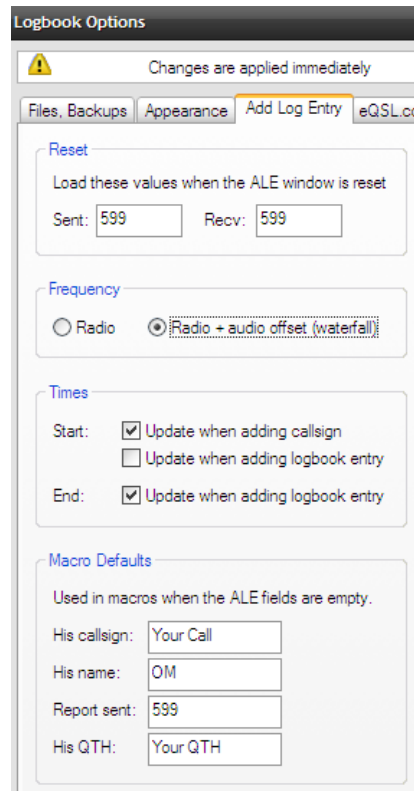 Logbook Options
Changes are applied immediately
Files, Backups Appearance Add Log Entry eQSL.c
Reset
Load these values when the ALE window is reset
Sent: 599 Recv: 599
Frequency
Radio Radio + audio offset (waterfall)
Times
Start: Update when adding callsign
Update when adding logbook entry
End: Update when adding logbook entry
Macro Defaults
Used in macros when the ALE fields are empty.
His callsign: Your Call
His name: OM
Report sent: 599
His QTH: Your QTH